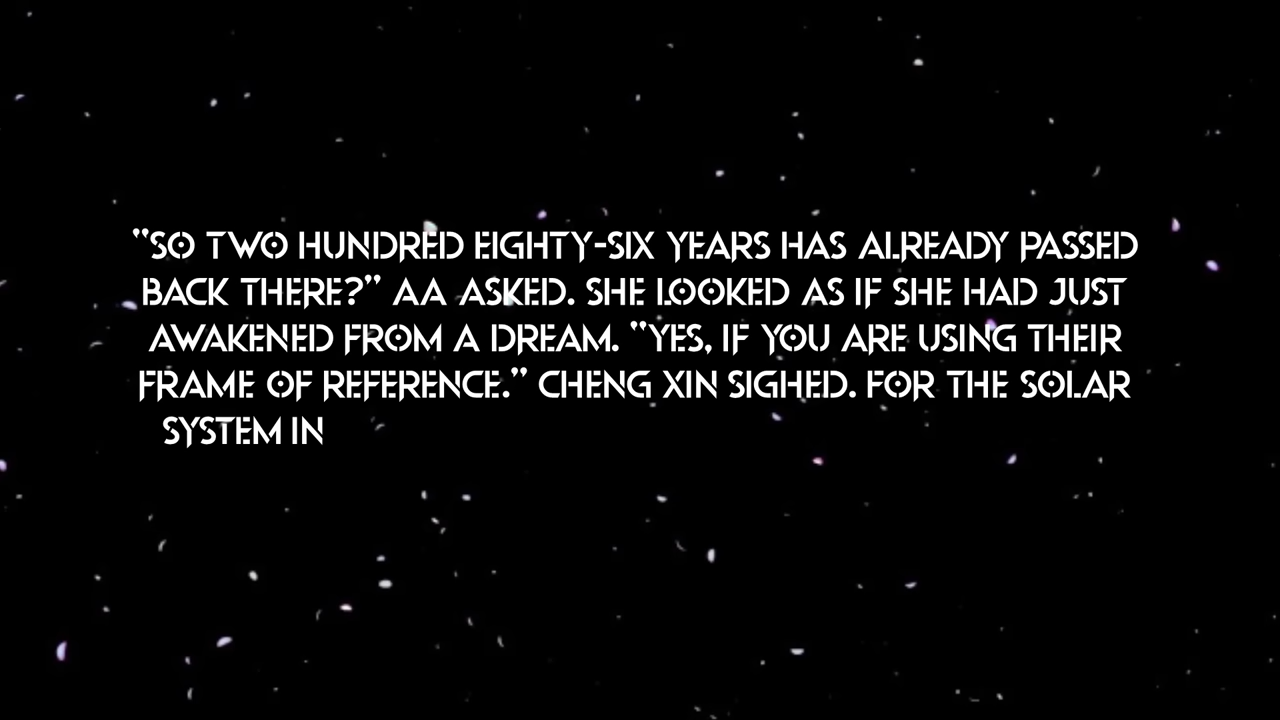 “SO TWO HUNDRED EIGHTY-SIX YEARS HAS ALREADY PASSED
BACK THERE?” AA ASKED. SHE LOOKED AS IF SHE HAD JUST
AWAKENED FROM A DREAM. “YES, IF YOU ARE USING THEIR
FRAME OF REFERENCE.” CHENG XIN SIGHED. FOR THE SOLAR
SYSTEM IN